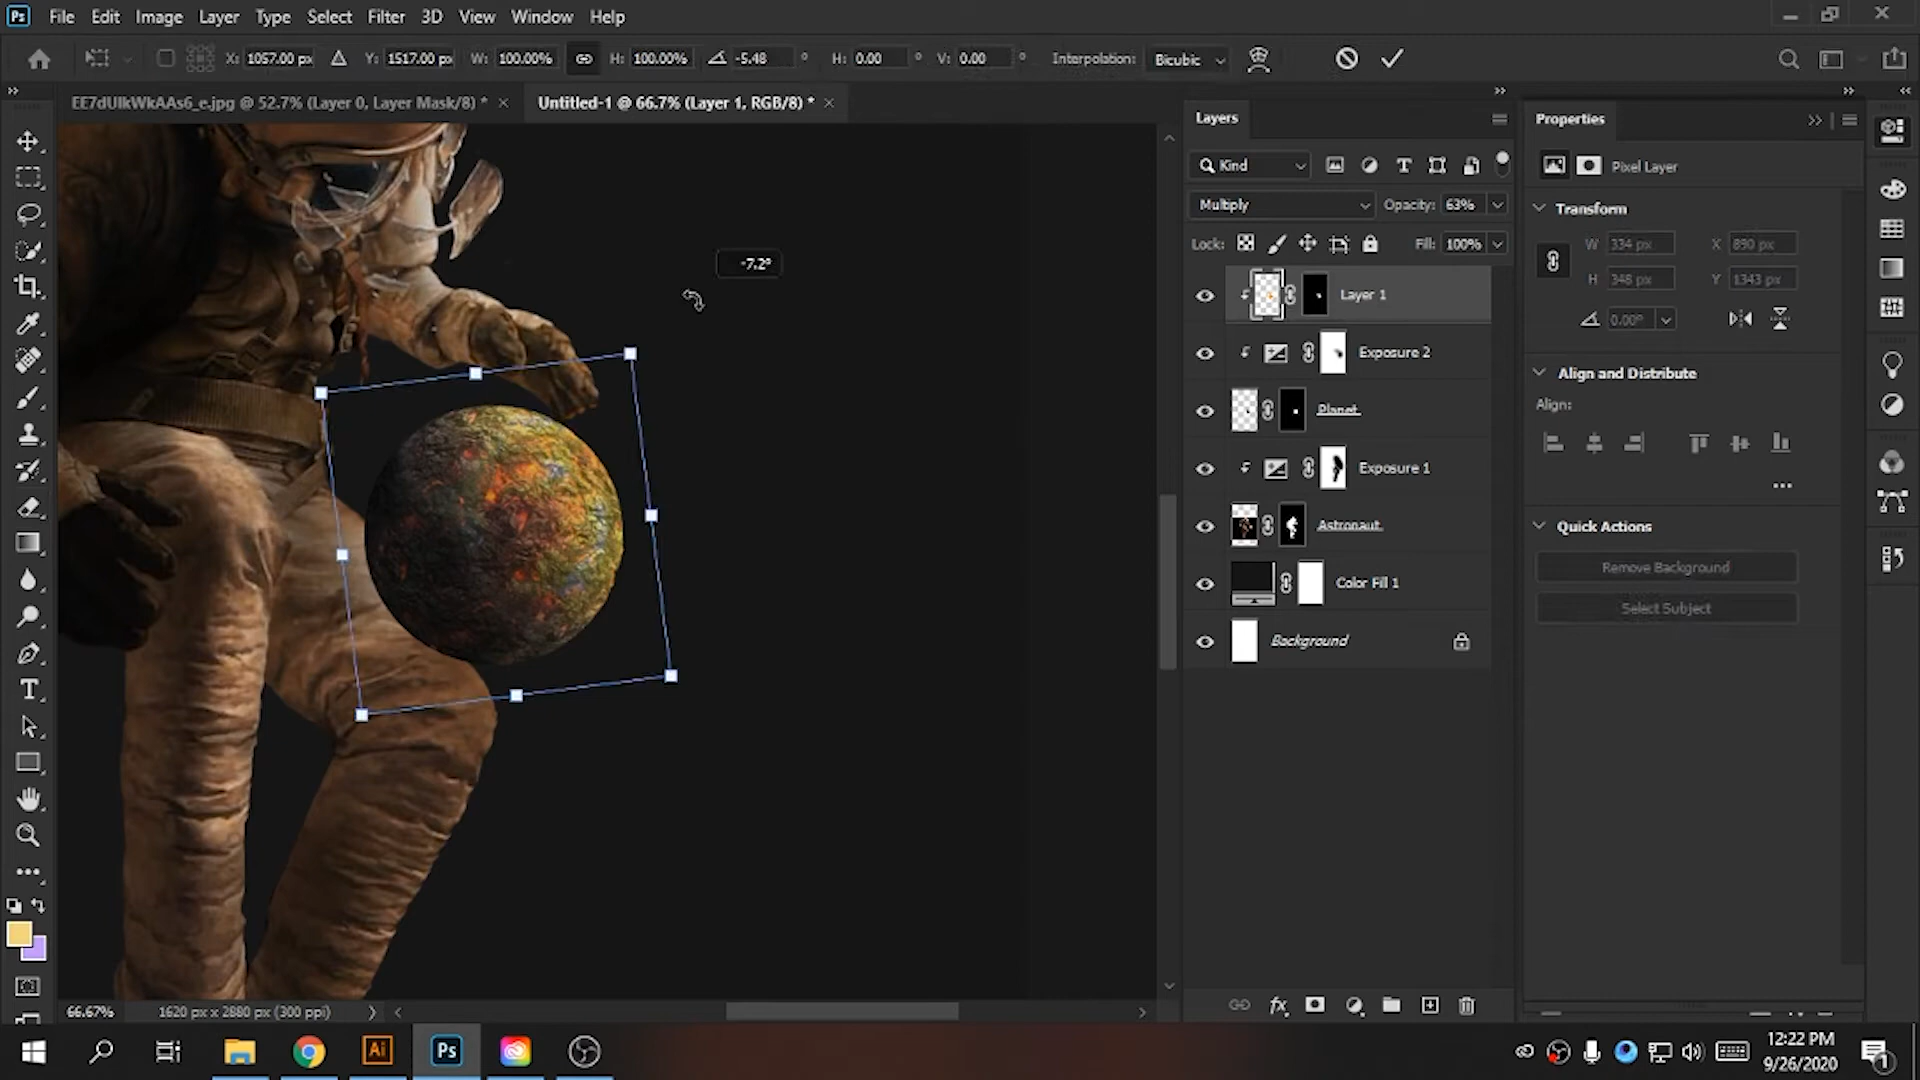 Ps File Edit Image Layer Type Select Filter 3D View Window Help
X: 1057.00 px Y: 1517.00 px W: 100.00% H: 100.00% -5.48 ° H: 0.00 ° V: 0.00 ° Interpolation: Bicubic
EE7dUIkWkAAs6_e.jpg @ 52.7% (Layer 0, Layer Mask/8) * ×
Untitled-1 @ 66.7% (Layer 1, RGB/8) * ×
-7.2°
Layers
Kind
Multiply Opacity: 63%
Lock: Fill: 100%
Layer 1
Exposure 2
Planet
Exposure 1
Astronaut
Color Fill 1
Background
Properties
Pixel Layer
Transform
W 334 px X 890 px
H 348 px Y 1343 px
0.00°
Align and Distribute
Align:
Quick Actions
Remove Background
Select Subject
66.67% 1620 px x 2880 px (300 ppi)
Ai Ps
12:22 PM
9/26/2020
1